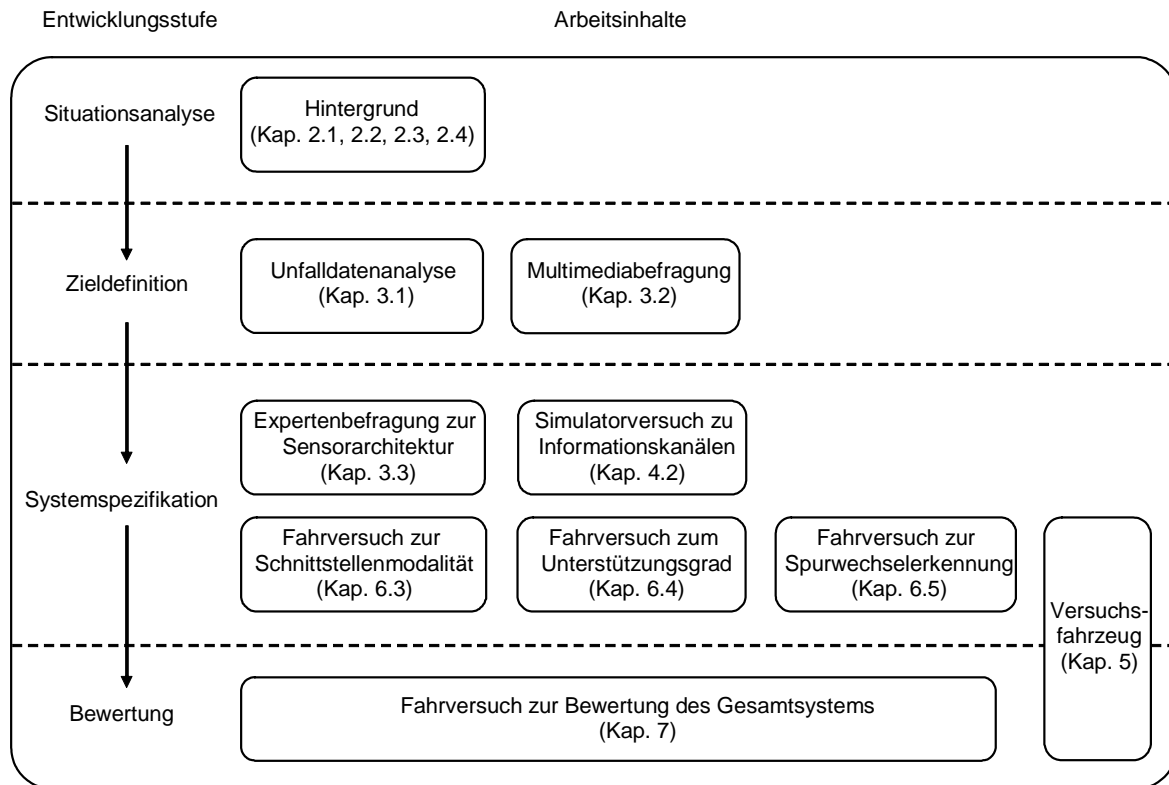 Entwicklungsstufe
Arbeitsinhalte
Situationsanalyse
Hintergrund
(Kap. 2.1, 2.2, 2.3, 2.4)
Zieldefinition
Unfalldatenanalyse
(Kap. 3.1)
Multimediabefragung
(Kap. 3.2)
Systemspezifikation
Expertenbefragung zur
Sensorarchitektur
(Kap. 3.3)
Simulatorversuch zu
Informationskanälen
(Kap. 4.2)
Fahrversuch zur
Schnittstellenmodalität
(Kap. 6.3)
Fahrversuch zum
Unterstützungsgrad
(Kap. 6.4)
Fahrversuch zur
Spurwechselerkennung
(Kap. 6.5)
Versuchs-
fahrzeug
(Kap. 5)
Bewertung
Fahrversuch zur Bewertung des Gesamtsystems
(Kap. 7)